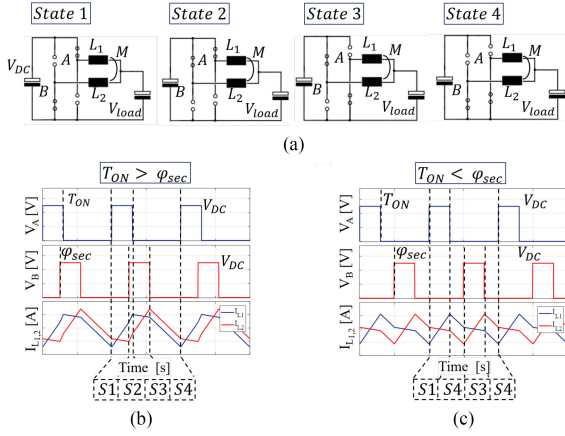 State 1 State 2 State 3 State 4
V_DC A L_1 M B L_2 V_load
A L_1 M B L_2 V_load
A L_1 M B L_2 V_load
A L_1 M B L_2 V_load
(a)
T_ON > φ_sec
T_ON V_DC
V_A [V]
φ_sec V_DC
V_B [V]
I_L1,2 [A]
I_L1
I_L2
Time [s]
S1 S2 S3 S4
(b)
T_ON < φ_sec
T_ON V_DC
V_A [V]
φ_sec V_DC
V_B [V]
I_L1,2 [A]
I_L1
I_L2
Time [s]
S1 S4 S3 S4
(c)